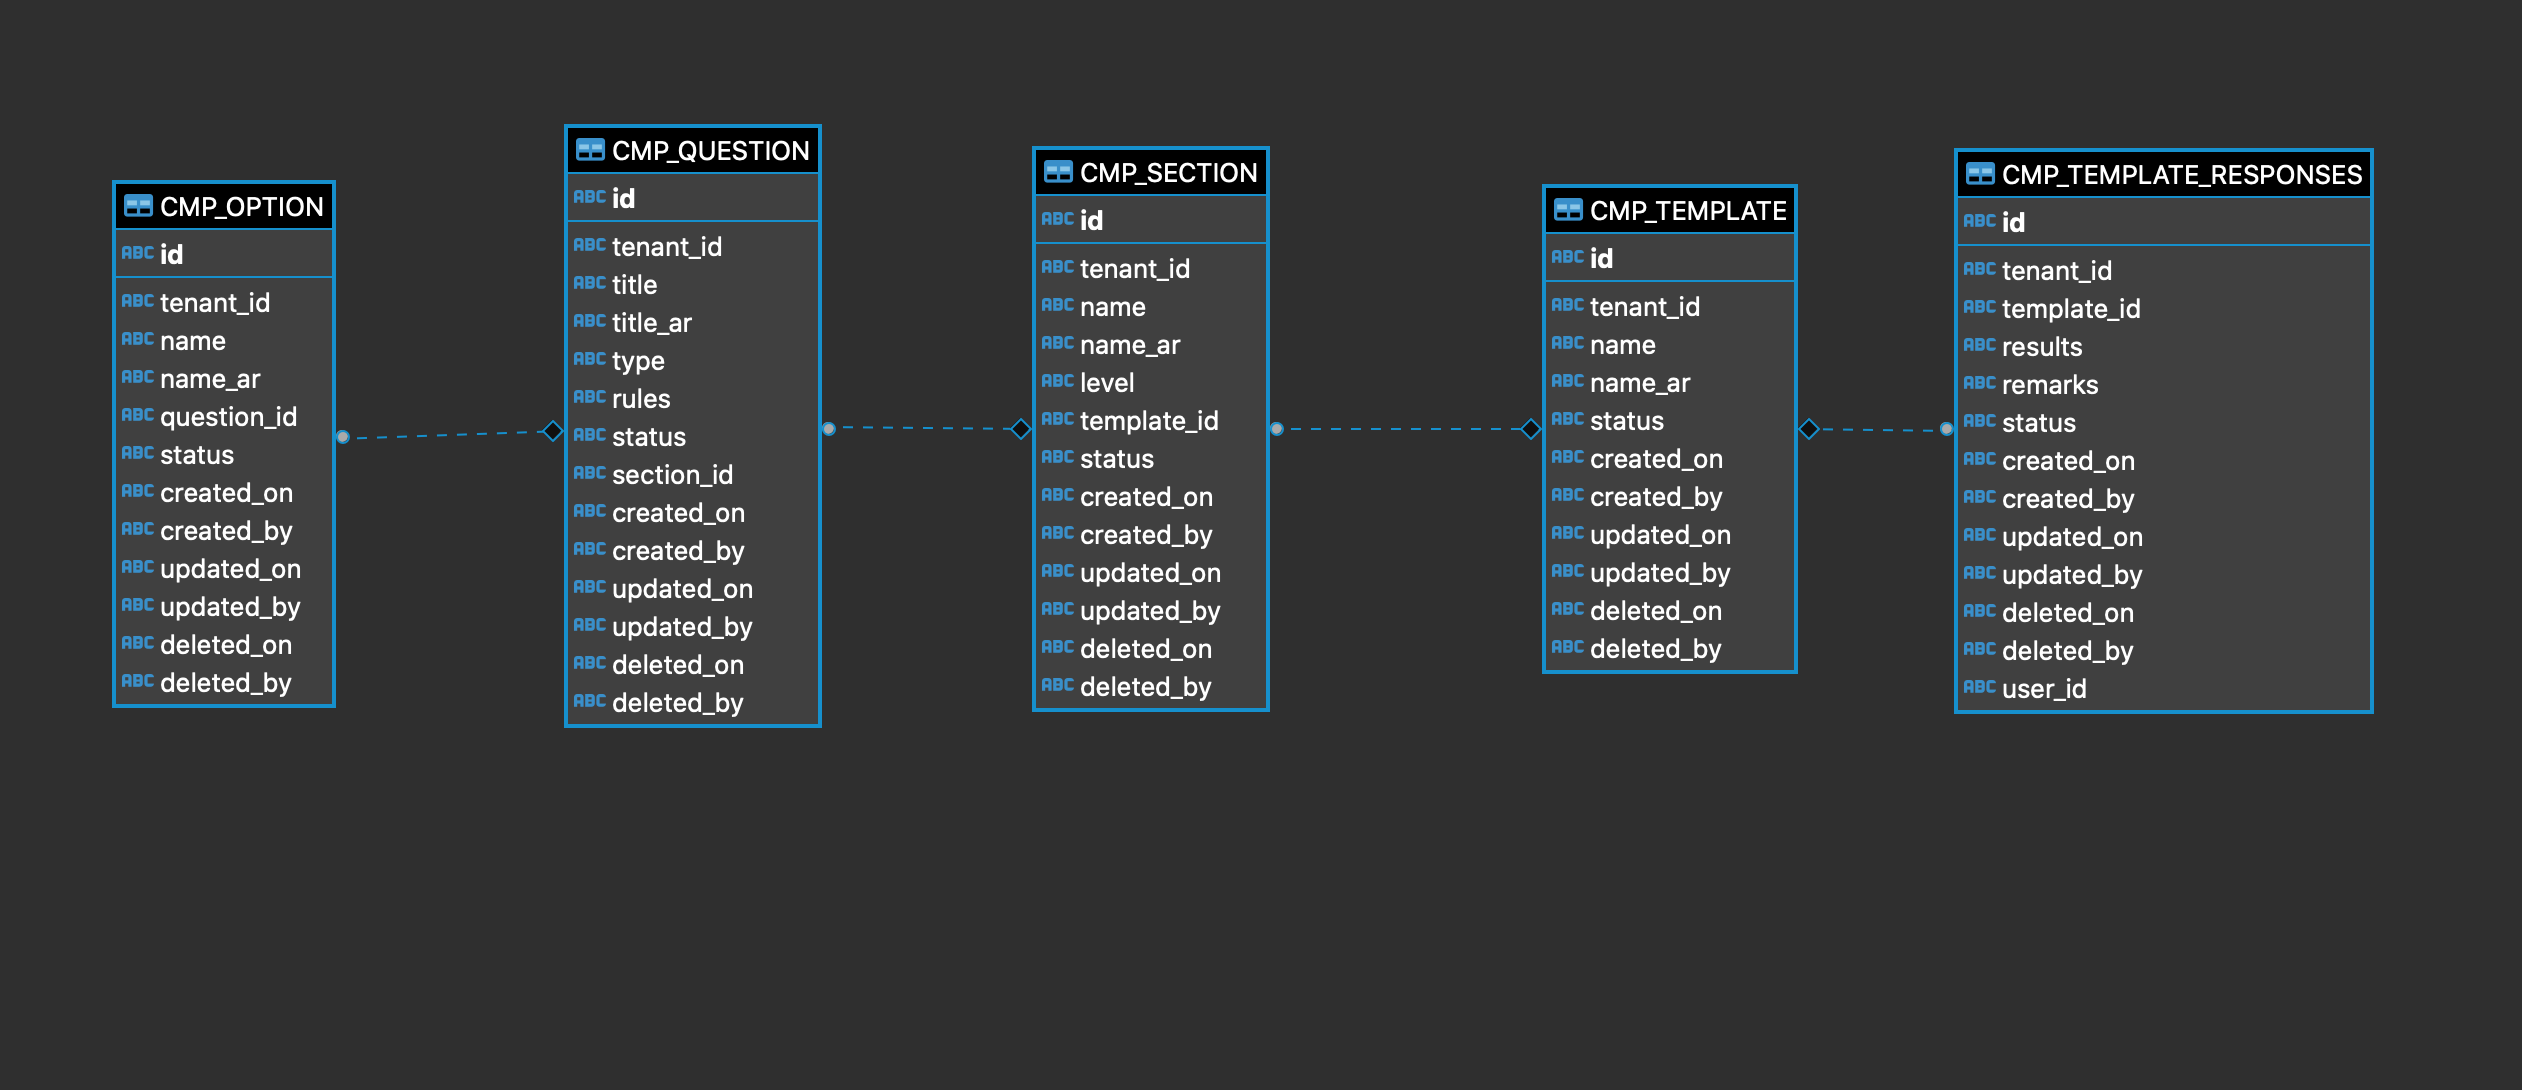 CMP_OPTION
ABC id
ABC tenant_id
ABC name
ABC name_ar
ABC question_id
ABC status
ABC created_on
ABC created_by
ABC updated_on
ABC updated_by
ABC deleted_on
ABC deleted_by
CMP_QUESTION
ABC id
ABC tenant_id
ABC title
ABC title_ar
ABC type
ABC rules
ABC status
ABC section_id
ABC created_on
ABC created_by
ABC updated_on
ABC updated_by
ABC deleted_on
ABC deleted_by
CMP_SECTION
ABC id
ABC tenant_id
ABC name
ABC name_ar
ABC level
ABC template_id
ABC status
ABC created_on
ABC created_by
ABC updated_on
ABC updated_by
ABC deleted_on
ABC deleted_by
CMP_TEMPLATE
ABC id
ABC tenant_id
ABC name
ABC name_ar
ABC status
ABC created_on
ABC created_by
ABC updated_on
ABC updated_by
ABC deleted_on
ABC deleted_by
CMP_TEMPLATE_RESPONSES
ABC id
ABC tenant_id
ABC template_id
ABC results
ABC remarks
ABC status
ABC created_on
ABC created_by
ABC updated_on
ABC updated_by
ABC deleted_on
ABC deleted_by
ABC user_id